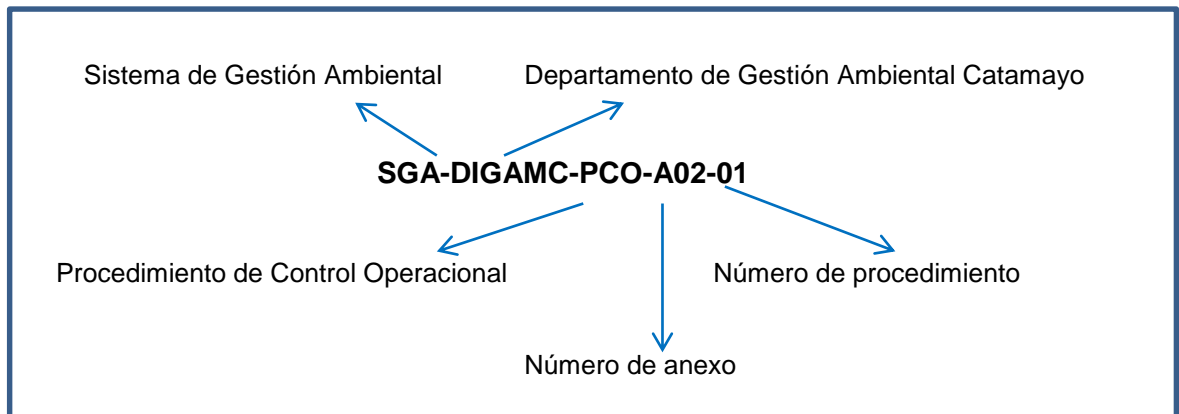 Sistema de Gestión Ambiental
Departamento de Gestión Ambiental Catamayo
SGA-DIGAMC-PCO-A02-01
Procedimiento de Control Operacional
Número de procedimiento
Número de anexo